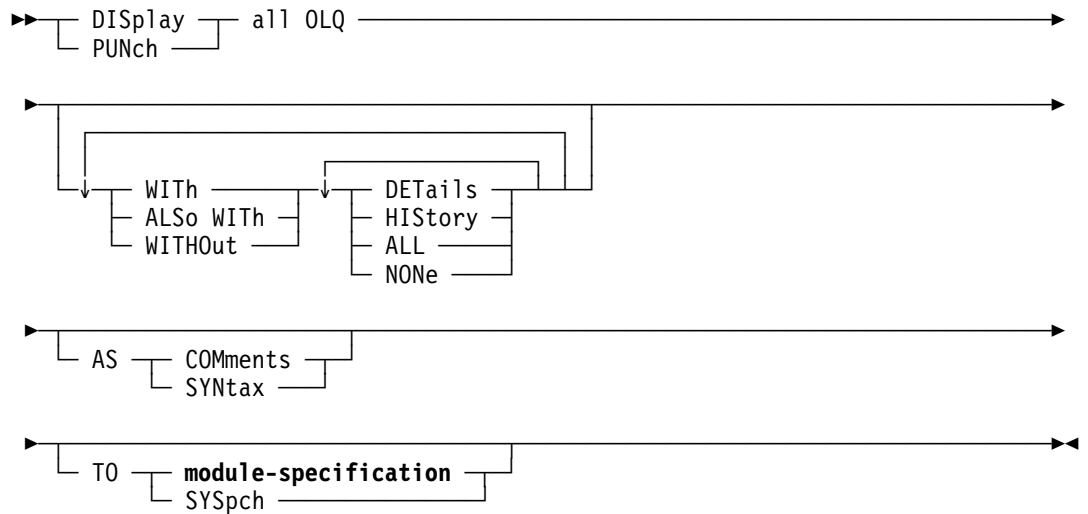 DISplay all OLQ
PUNch
WITh DETails
ALSo WITh HIStory
WITHOut ALL
NONe
AS COMments
SYNtax
TO module-specification
SYSpch